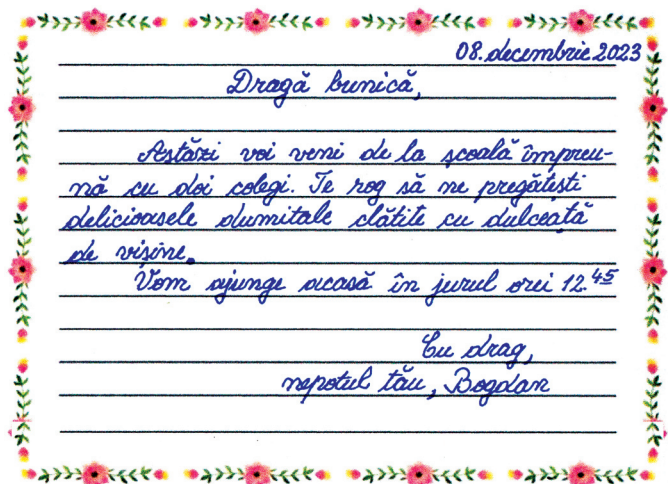 08. decembrie 2023
Dragă bunică,
Astăzi voi veni de la școală împreu-
nă cu doi colegi. Te rog să ne pregătești
delicioasele dumitale clătite cu dulceață
de vișine.
Vom ajunge acasă în jurul orei 12.45
Cu drag,
nepotul tău, Bogdan